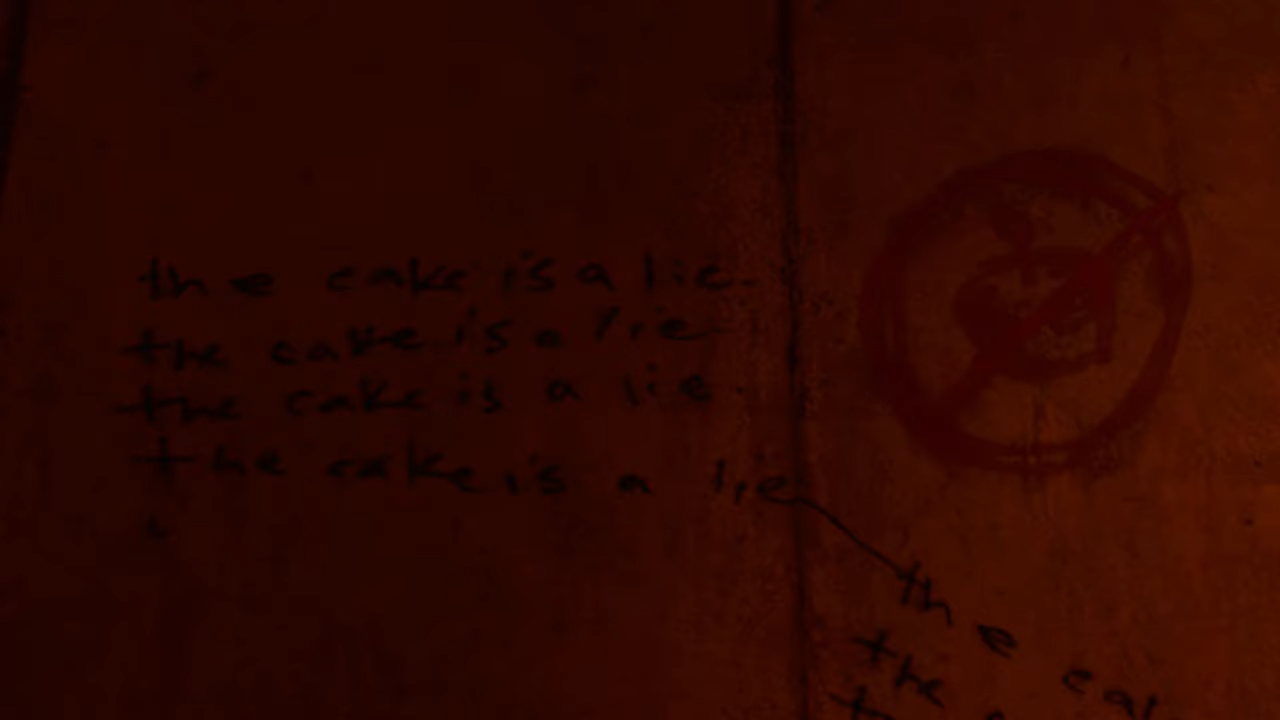 the cake is a lie.
the cake is a lie
the cake is a lie.
the cake is a lie
t
the ca
the